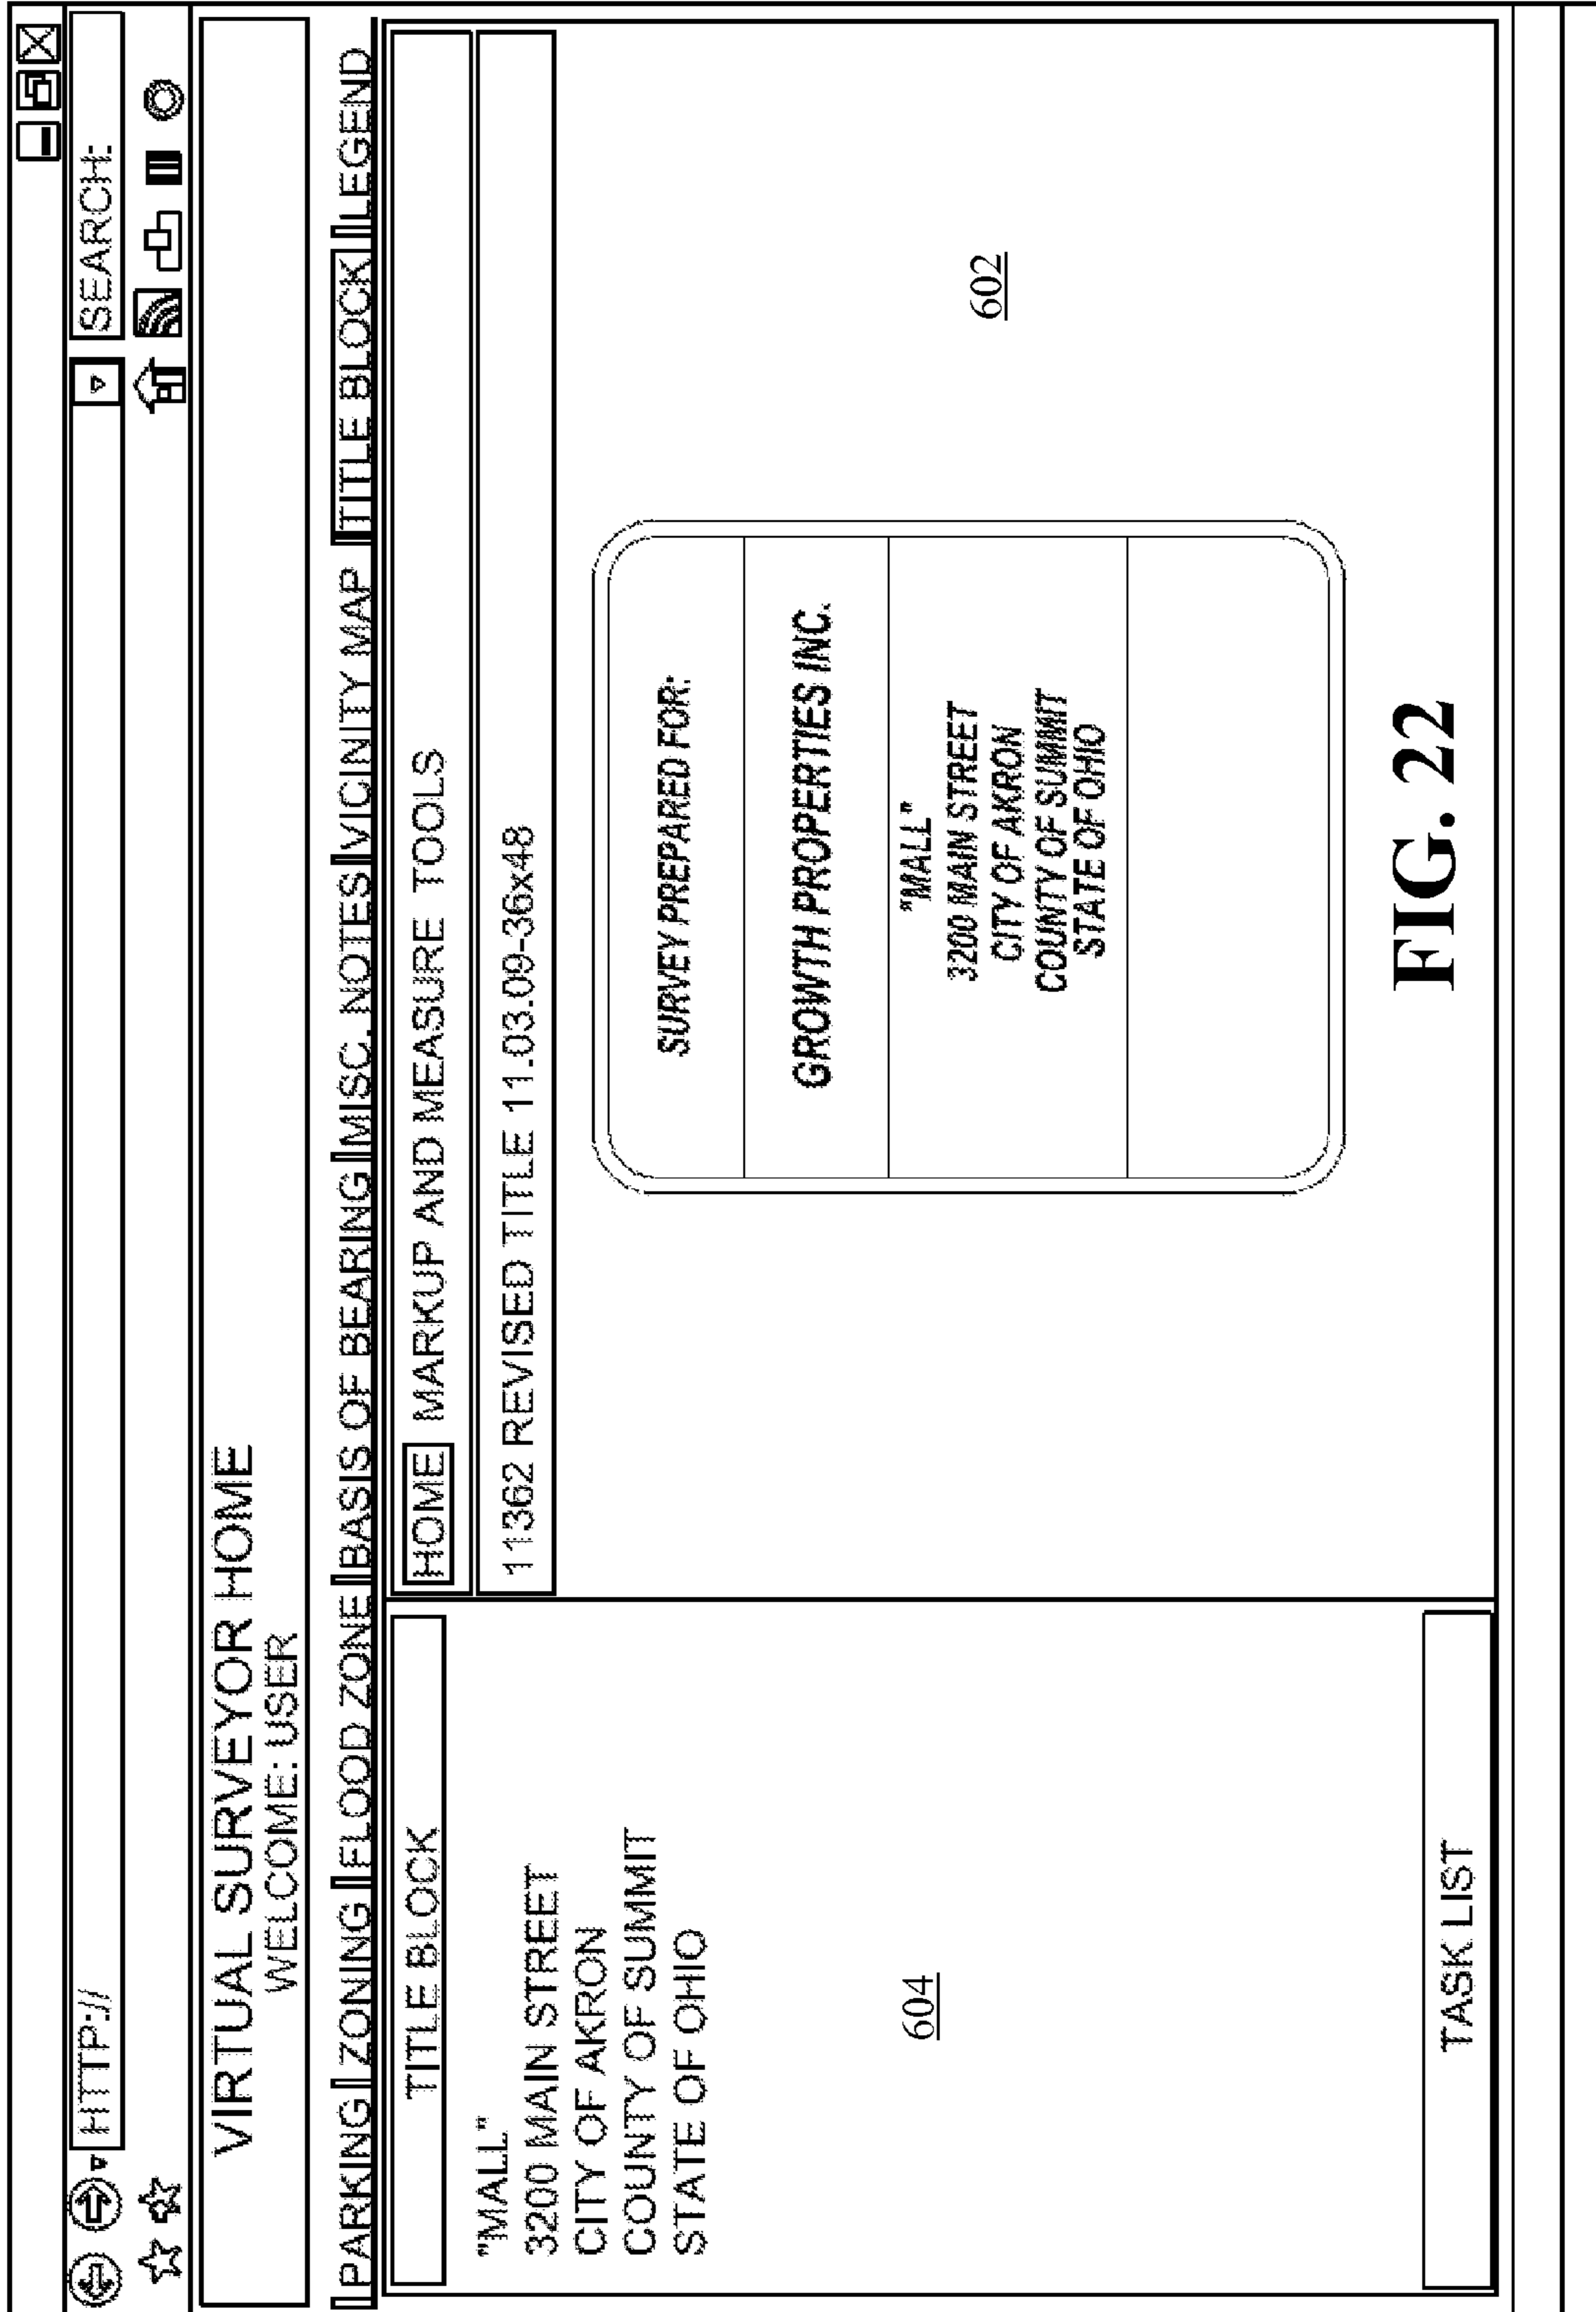 HTTP://
SEARCH:
VIRTUAL SURVEYOR HOME
WELCOME: USER
PARKING ZONING FLOOD ZONE BASIS OF BEARING MISC. NOTES VICINITY MAP TITLE BLOCK LEGEND
TITLE BLOCK
"MALL"
3200 MAIN STREET
CITY OF AKRON
COUNTY OF SUMMIT
STATE OF OHIO
604
TASK LIST
HOME MARKUP AND MEASURE TOOLS
11362 REVISED TITLE 11.03.09-36x48
SURVEY PREPARED FOR:
GROWTH PROPERTIES INC.
"MALL"
3200 MAIN STREET
CITY OF AKRON
COUNTY OF SUMMIT
STATE OF OHIO
602
FIG. 22